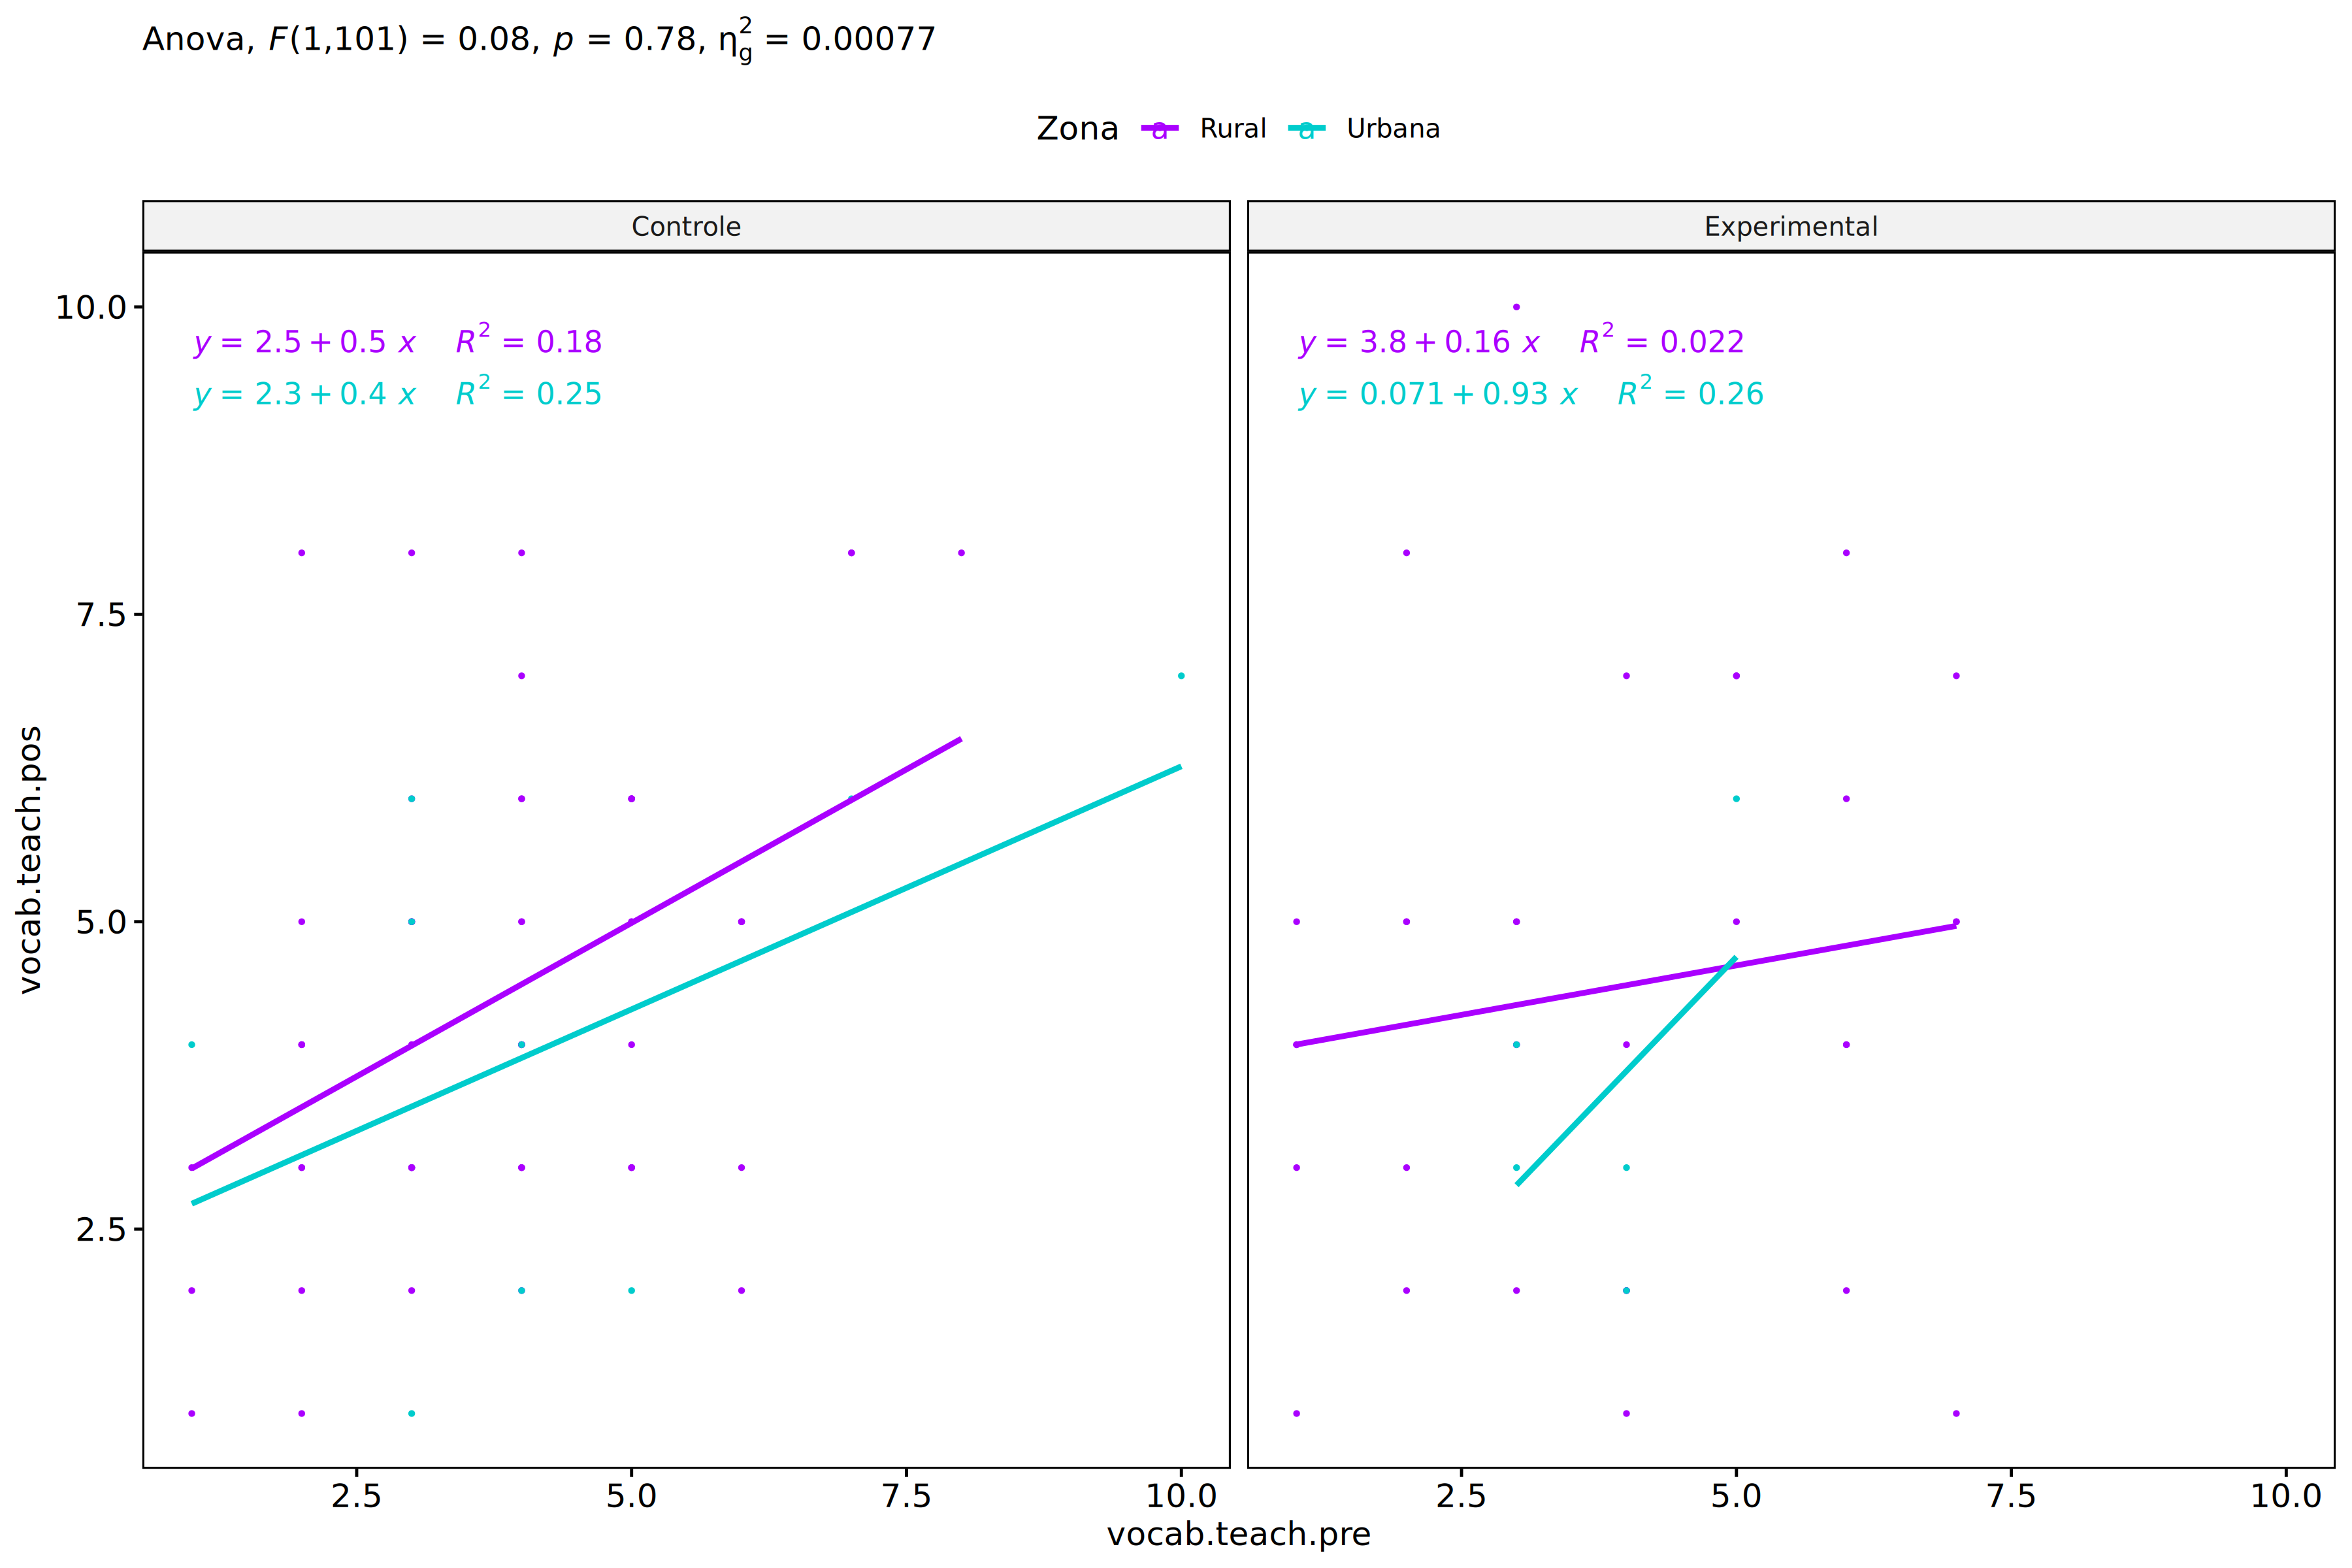 Anova, F(1,101) = 0.08, p = 0.78, η²g = 0.00077
Zona a Rural a Urbana
Controle
Experimental
y = 2.5 + 0.5 x R² = 0.18
y = 2.3 + 0.4 x R² = 0.25
y = 3.8 + 0.16 x R² = 0.022
y = 0.071 + 0.93 x R² = 0.26
vocab.teach.pos
10.0
7.5
5.0
2.5
2.5 5.0 7.5 10.0
2.5 5.0 7.5 10.0
vocab.teach.pre